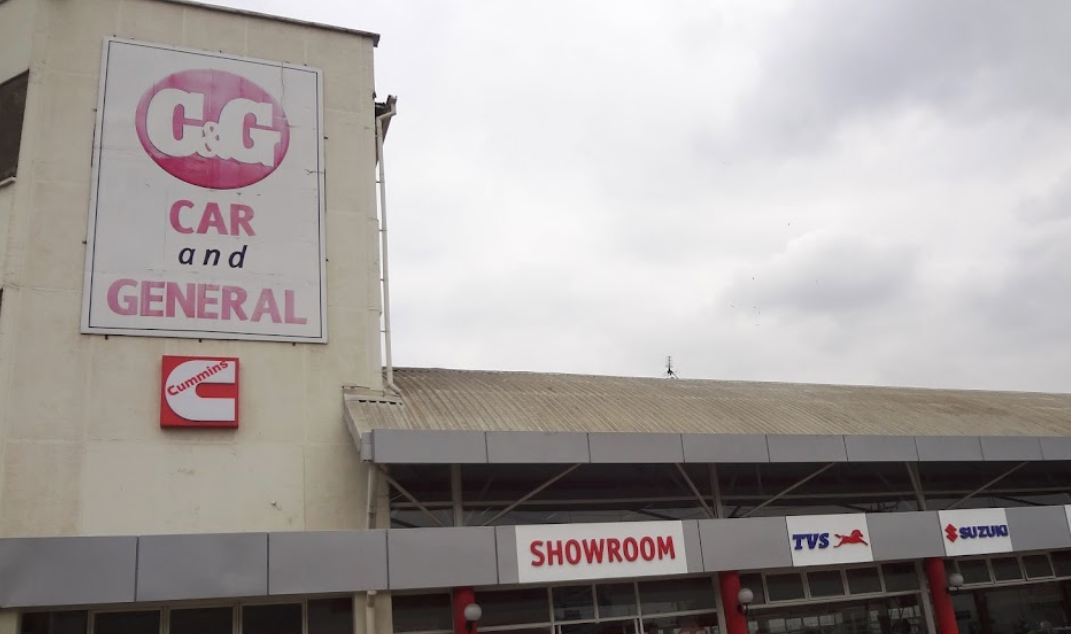 C&G
CAR
and
GENERAL
Cummins
SHOWROOM
TVS
SUZUKI